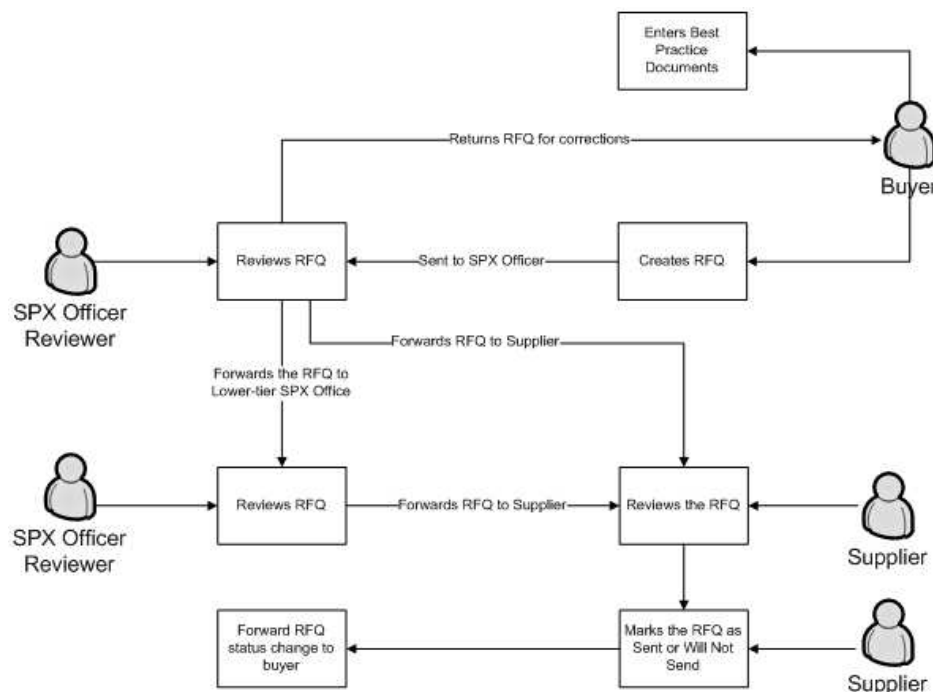 Enters Best
Practice
Documents
Returns RFQ for corrections
Buyer
Reviews RFQ
Sent to SPX Officer
Creates RFQ
SPX Officer
Reviewer
Forwards RFQ to Supplier
Forwards the RFQ to
Lower-tier SPX Office
Reviews RFQ
Forwards RFQ to Supplier
Reviews the RFQ
SPX Officer
Reviewer
Supplier
Forward RFQ
status change to
buyer
Marks the RFQ as
Sent or Will Not
Send
Supplier